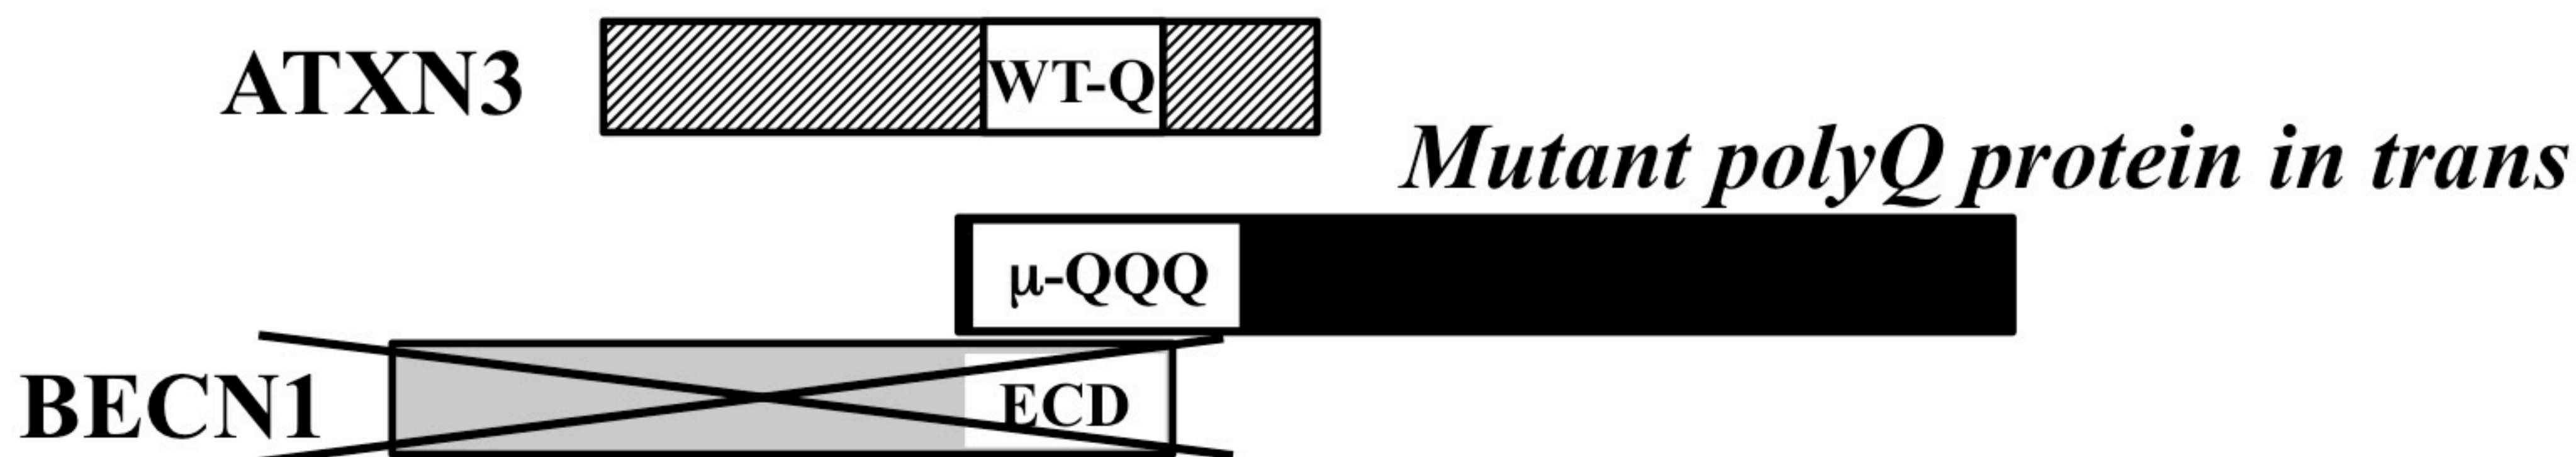 ATXN3
WT-Q
Mutant polyQ protein in trans
μ-QQQ
BECN1
ECD